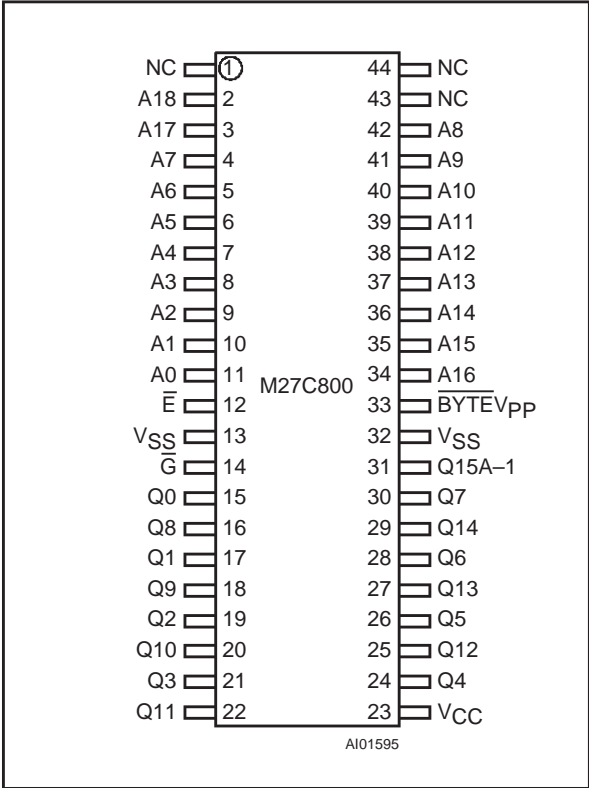 NC 1 44 NC
A18 2 43 NC
A17 3 42 A8
A7 4 41 A9
A6 5 40 A10
A5 6 39 A11
A4 7 38 A12
A3 8 37 A13
A2 9 36 A14
A1 10 35 A15
A0 11 34 A16
M27C800
E̅ 12 33 B̅Y̅T̅E̅VPP
VSS 13 32 VSS
G̅ 14 31 Q15A–1
Q0 15 30 Q7
Q8 16 29 Q14
Q1 17 28 Q6
Q9 18 27 Q13
Q2 19 26 Q5
Q10 20 25 Q12
Q3 21 24 Q4
Q11 22 23 VCC
AI01595